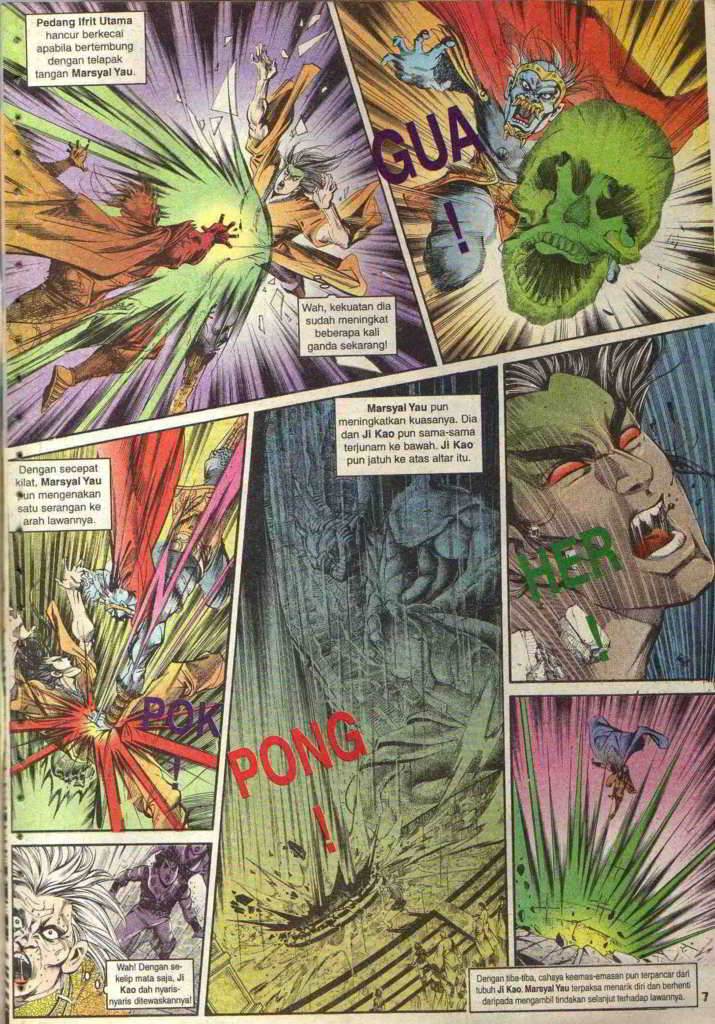 Pedang Ifrit Utama
hancur berkecai
apabila bertembung
dengan telapak
tangan Marsyal Yau.
GUA
!
Wah, kekuatan dia
sudah meningkat
beberapa kali
ganda sekarang!
Dengan secepat
kilat, Marsyal Yau
pun mengenakan
satu serangan ke
arah lawannya.
POK
!
Marsyal Yau pun
meningkatkan kuasanya. Dia
dan Ji Kao pun sama-sama
terjunam ke bawah. Ji Kao
pun jatuh ke atas altar itu.
PONG
!
HER
!
Wah! Dengan se-
kelip mata saja, Ji
Kao dah nyaris-
nyaris ditewaskannya!
Dengan tiba-tiba, cahaya keemas-emasan pun terpancar dari
tubuh Ji Kao. Marsyal Yau terpaksa menarik diri dan berhenti
daripada mengambil tindakan selanjut terhadap lawannya.
7